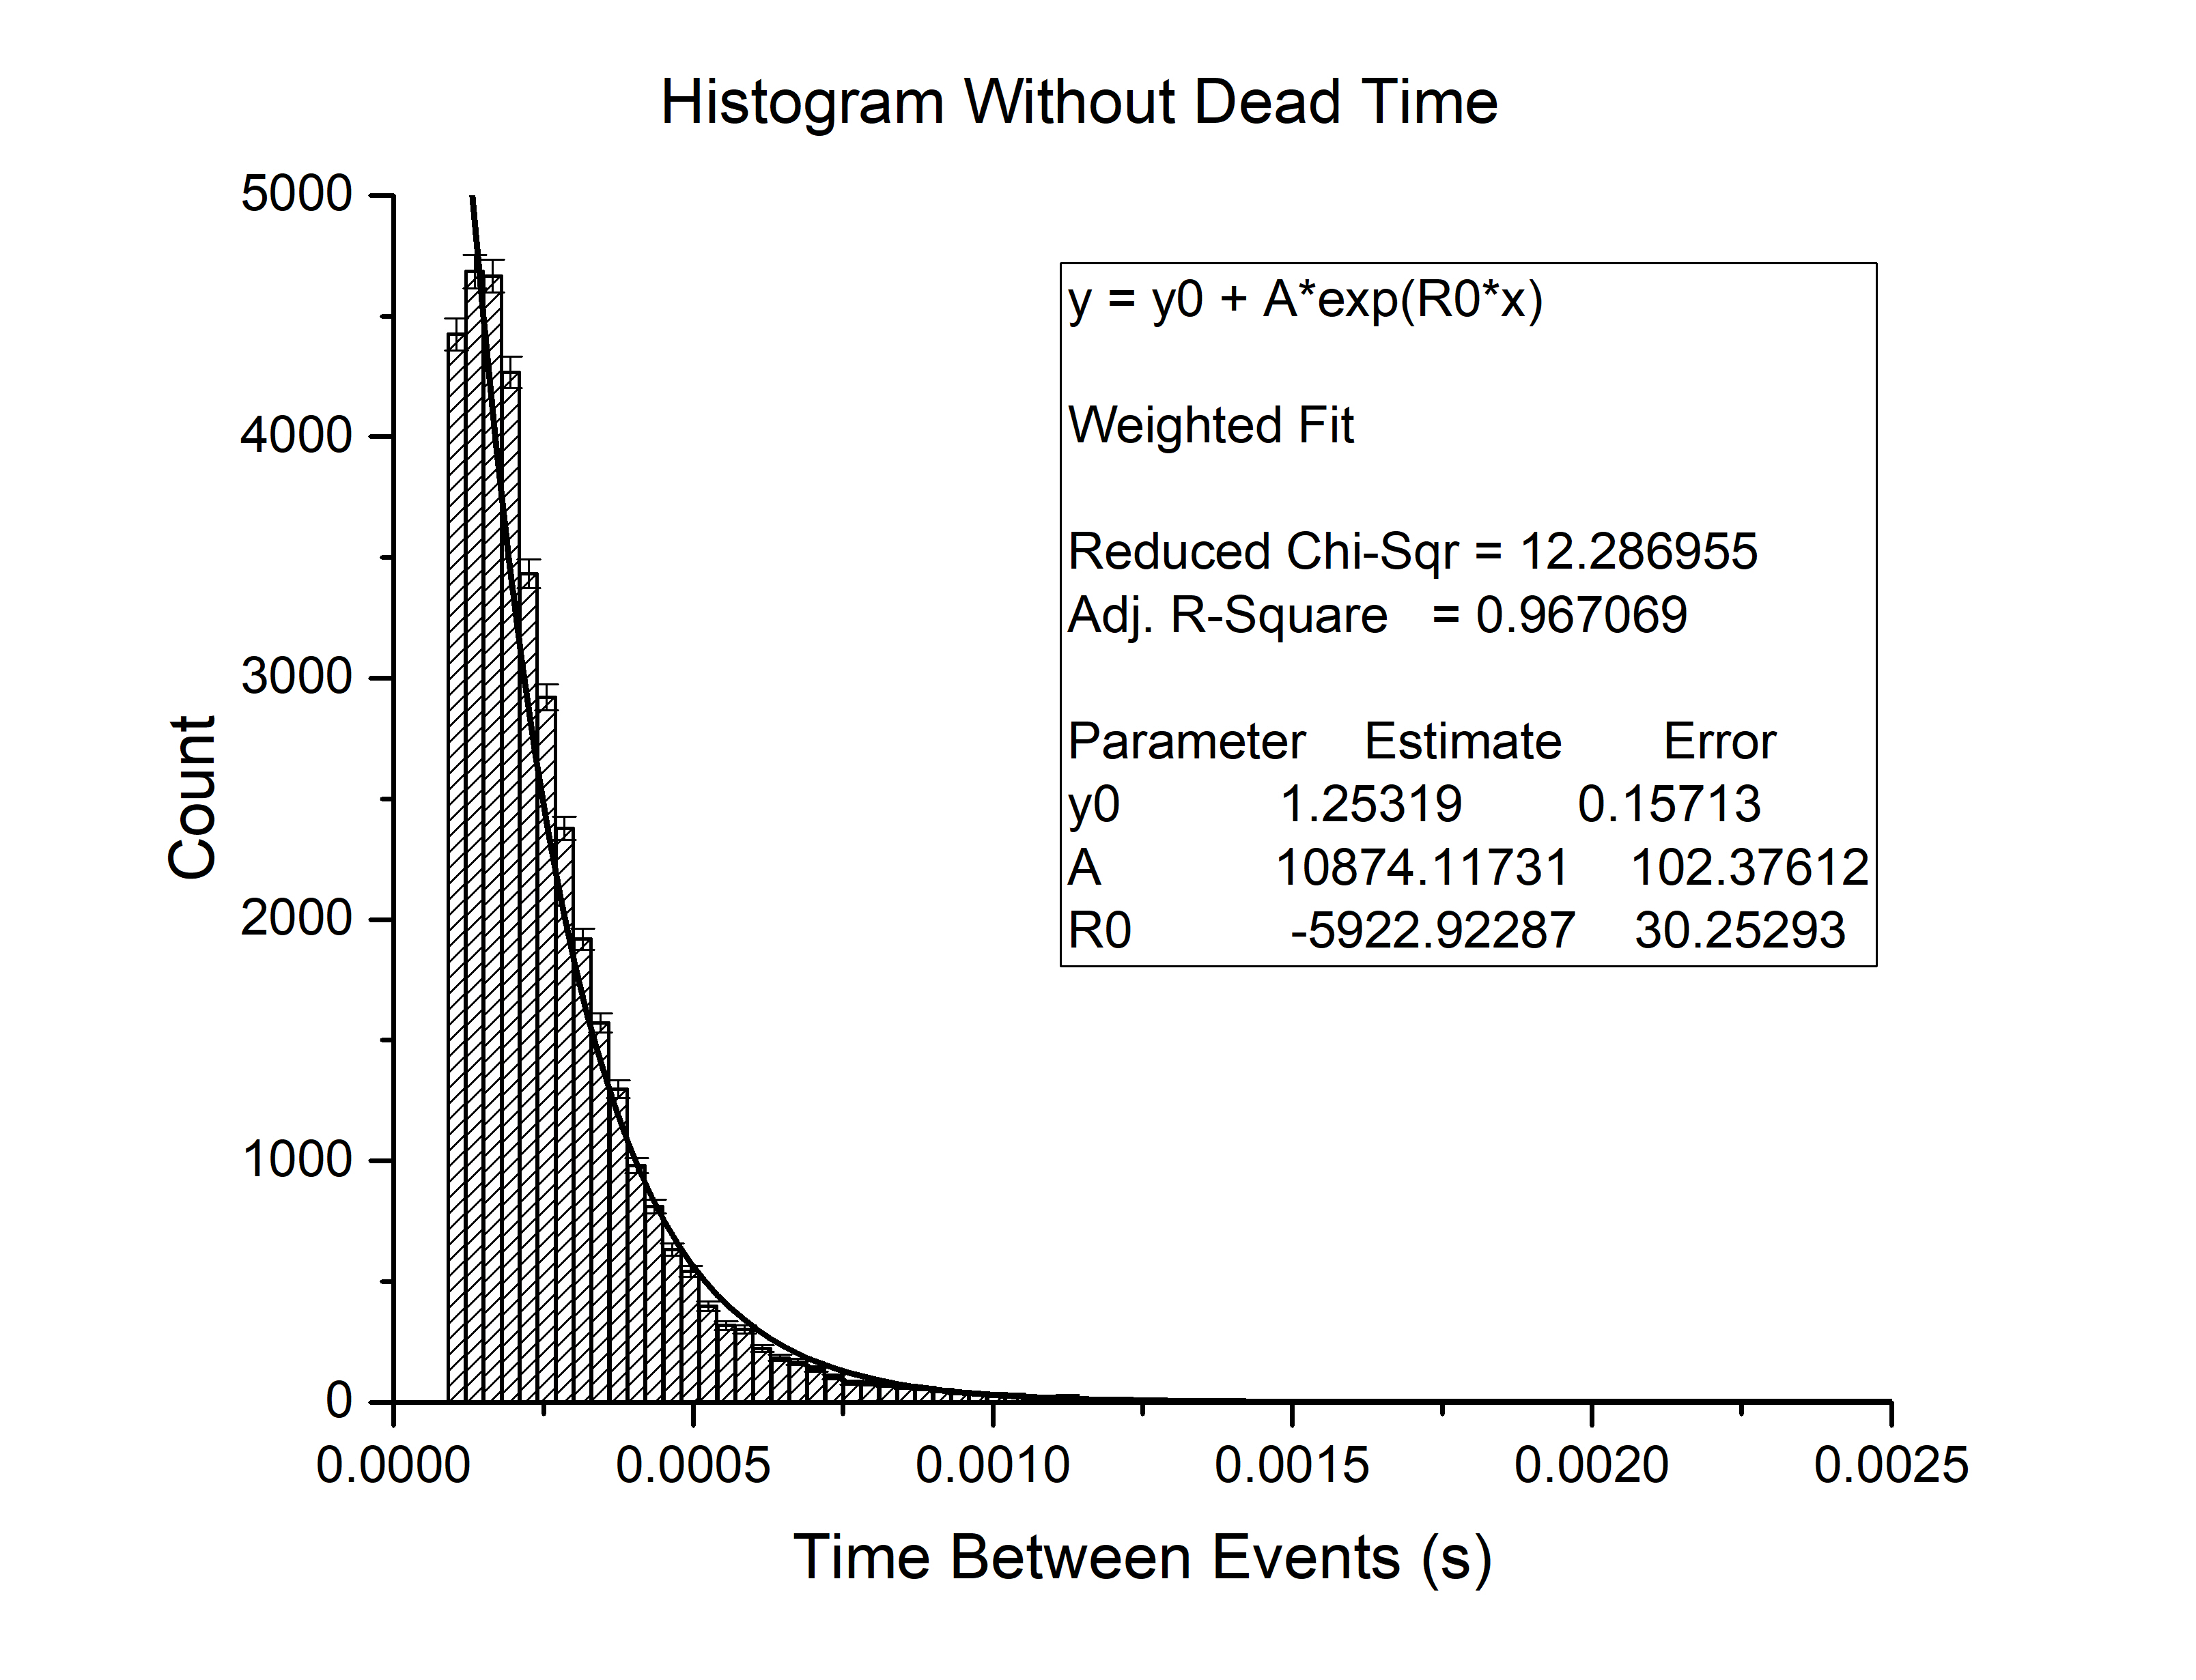 Histogram Without Dead Time
5000
4000
3000
2000
1000
0
Count
y = y0 + A*exp(R0*x)
Weighted Fit
Reduced Chi-Sqr = 12.286955
Adj. R-Square = 0.967069
Parameter Estimate Error
y0 1.25319 0.15713
A 10874.11731 102.37612
R0 -5922.92287 30.25293
0.0000 0.0005 0.0010 0.0015 0.0020 0.0025
Time Between Events (s)